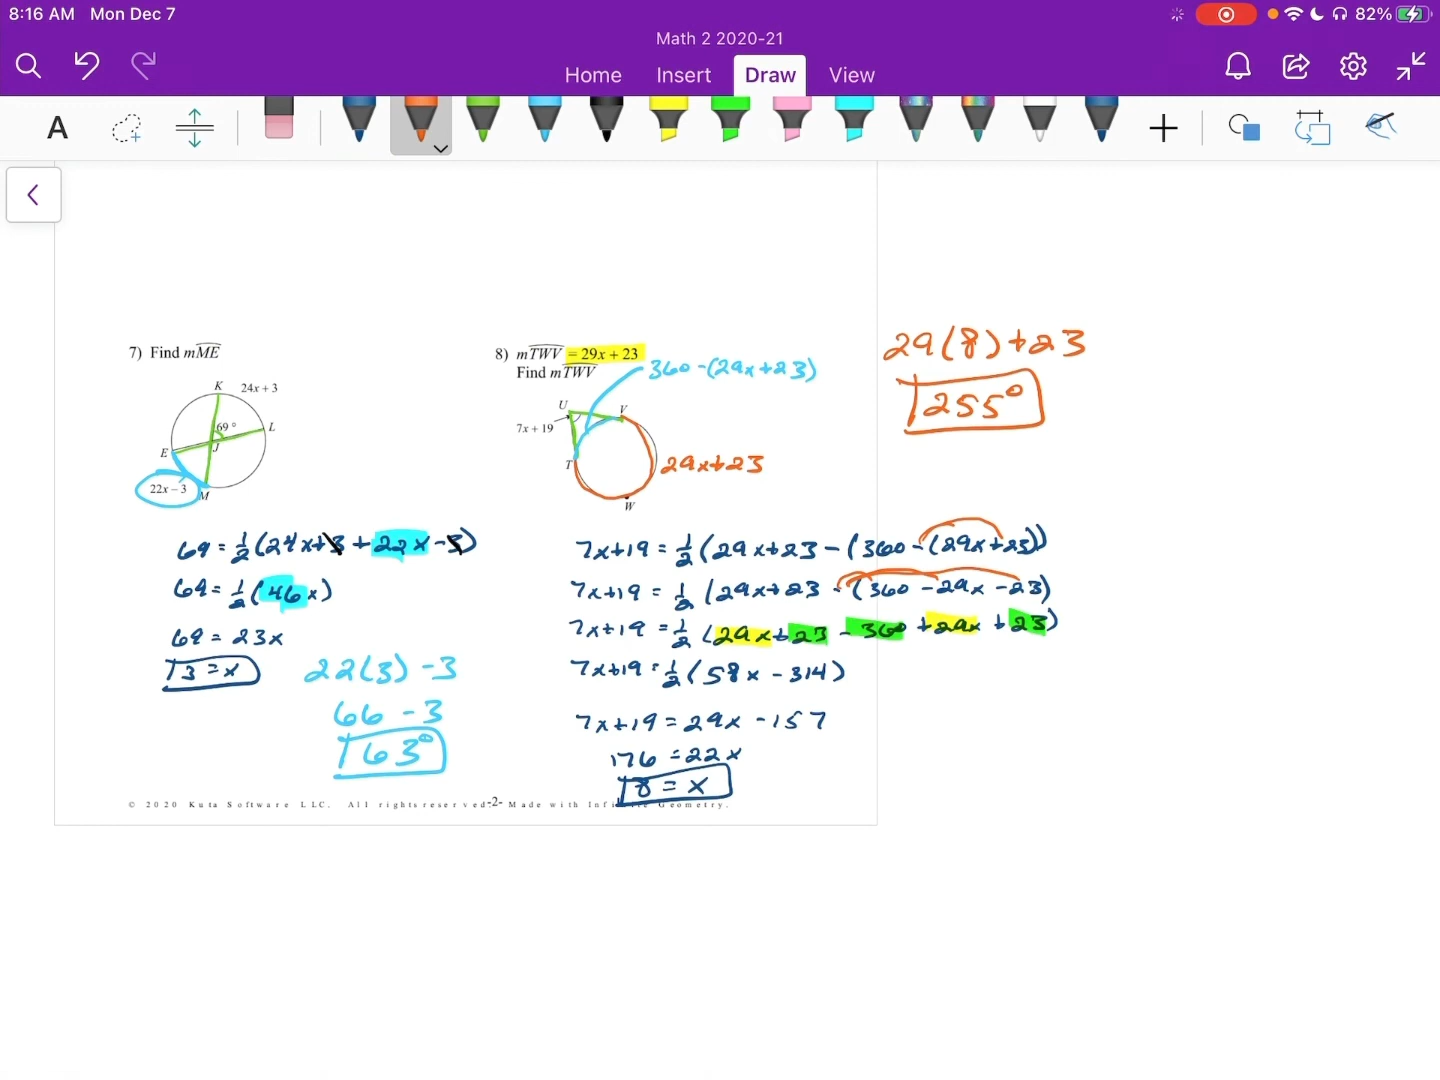 8:16 AM Mon Dec 7
82%
Math 2 2020-21
Home Insert Draw View
A
7) Find mME
K 24x + 3
69 °
L
J
E
22x – 3
M
69 = 1/2 (24x+3 + 22x - 3)
69 = 1/2 (46x)
69 = 23x
3 = x
22(3) - 3
66 - 3
63°
8) mTWV = 29x + 23
Find mTWV
360 - (29x+23)
U
V
7x + 19
T
29x+23
W
7x+19 = 1/2 (29x+23 - (360 - (29x+23))
7x+19 = 1/2 (29x+23 - (360 - 29x - 23)
7x+19 = 1/2 (29x+23 - 360 + 29x + 23)
7x+19 = 1/2 (58x - 314)
7x+19 = 29x - 157
176 = 22x
8 = x
29(8)+23
255°
© 2020 Kuta Software LLC. All rights reserved. -2- Made with Infinite Geometry.